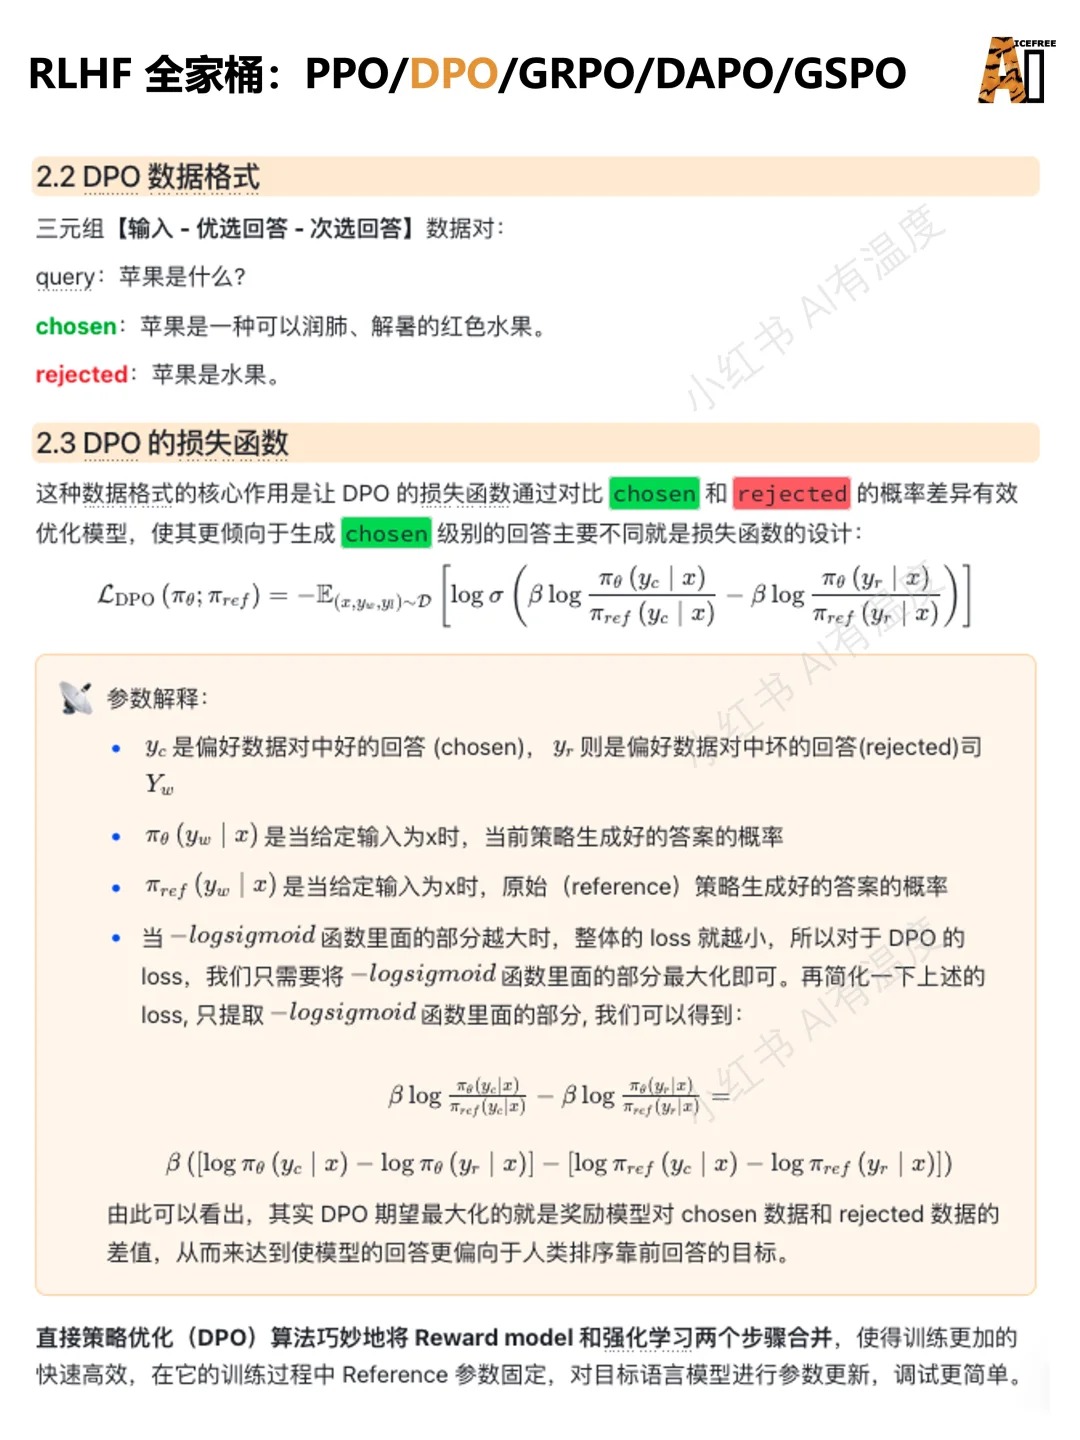 RLHF 全家桶：PPO/DPO/GRPO/DAPO/GSPO
ICEFREE
AI
2.2 DPO 数据格式
三元组【输入 - 优选回答 - 次选回答】数据对：
query：苹果是什么？
chosen：苹果是一种可以润肺、解暑的红色水果。
rejected：苹果是水果。
2.3 DPO 的损失函数
这种数据格式的核心作用是让 DPO 的损失函数通过对比 chosen 和 rejected 的概率差异有效
优化模型，使其更倾向于生成 chosen 级别的回答主要不同就是损失函数的设计：
$\mathcal{L}_{\mathrm{DPO}}(\pi_\theta; \pi_{ref}) = -\mathbb{E}_{(x,y_w,y_l)\sim\mathcal{D}}\left[\log\sigma\left(\beta\log\frac{\pi_\theta(y_c\mid x)}{\pi_{ref}(y_c\mid x)} - \beta\log\frac{\pi_\theta(y_r\mid x)}{\pi_{ref}(y_r\mid x)}\right)\right]$
参数解释：
• $y_c$ 是偏好数据对中好的回答 (chosen)， $y_r$ 则是偏好数据对中坏的回答(rejected)司
$Y_w$
• $\pi_\theta(y_w\mid x)$ 是当给定输入为x时，当前策略生成好的答案的概率
• $\pi_{ref}(y_w\mid x)$ 是当给定输入为x时，原始（reference）策略生成好的答案的概率
• 当 $-logsigmoid$ 函数里面的部分越大时，整体的 loss 就越小，所以对于 DPO 的
loss，我们只需要将 $-logsigmoid$ 函数里面的部分最大化即可。再简化一下上述的
loss, 只提取 $-logsigmoid$ 函数里面的部分, 我们可以得到：
$\beta\log\frac{\pi_\theta(y_c|x)}{\pi_{ref}(y_c|x)} - \beta\log\frac{\pi_\theta(y_r|x)}{\pi_{ref}(y_r|x)} =$
$\beta([\log\pi_\theta(y_c\mid x) - \log\pi_\theta(y_r\mid x)] - [\log\pi_{ref}(y_c\mid x) - \log\pi_{ref}(y_r\mid x)])$
由此可以看出，其实 DPO 期望最大化的就是奖励模型对 chosen 数据和 rejected 数据的
差值，从而来达到使模型的回答更偏向于人类排序靠前回答的目标。
直接策略优化（DPO）算法巧妙地将 Reward model 和强化学习两个步骤合并，使得训练更加的
快速高效，在它的训练过程中 Reference 参数固定，对目标语言模型进行参数更新，调试更简单。
小红书 AI有温度
小红书 AI有温度
小红书 AI有温度